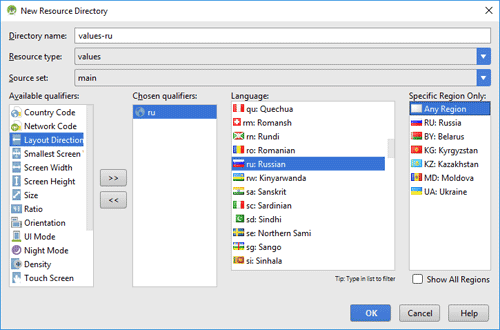 New Resource Directory
Directory name: values-ru
Resource type: values
Source set: main
Available qualifiers:
Country Code
Network Code
Layout Direction
Smallest Screen
Screen Width
Screen Height
Size
Ratio
Orientation
UI Mode
Night Mode
Density
Touch Screen
>>
<<
Chosen qualifiers:
ru
Language:
qu: Quechua
rm: Romansh
rn: Rundi
ro: Romanian
ru: Russian
rw: Kinyarwanda
sa: Sanskrit
sc: Sardinian
sd: Sindhi
se: Northern Sami
sg: Sango
si: Sinhala
Tip: Type in list to filter
Specific Region Only:
Any Region
RU: Russia
BY: Belarus
KG: Kyrgyzstan
KZ: Kazakhstan
MD: Moldova
UA: Ukraine
Show All Regions
OK
Cancel
Help